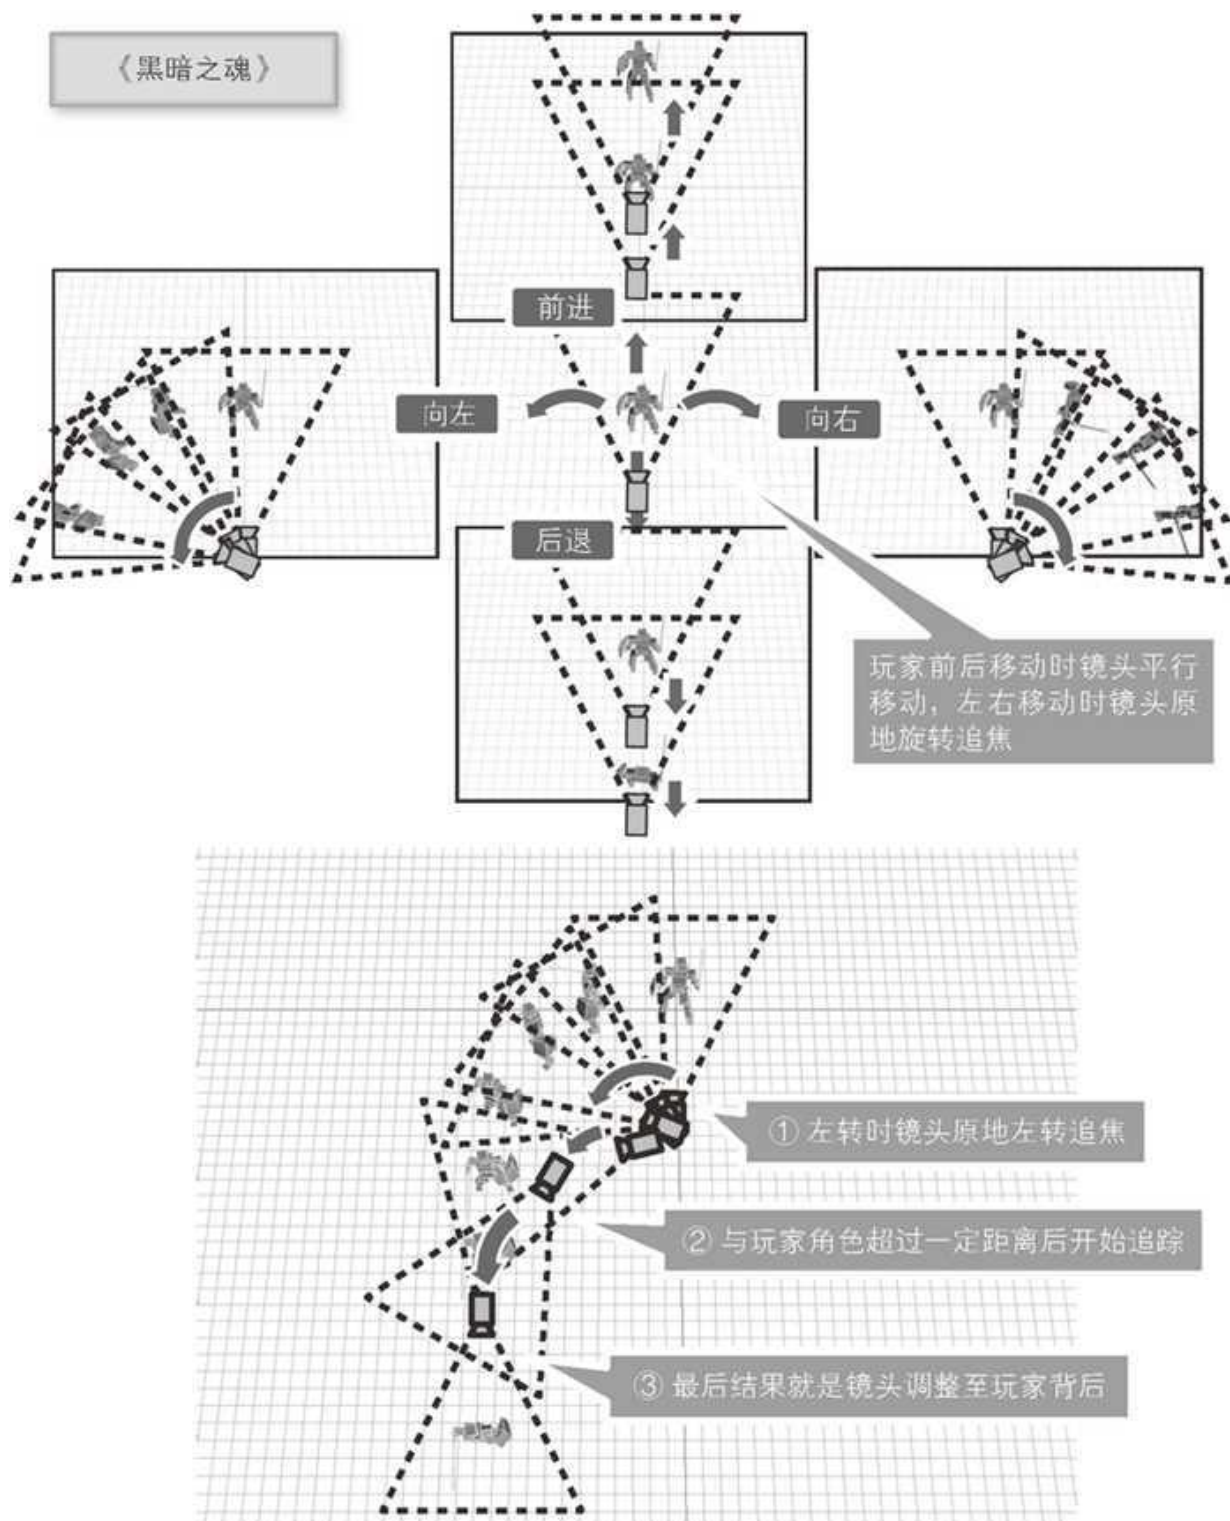 《黑暗之魂》
前进
向左
向右
后退
玩家前后移动时镜头平行
移动，左右移动时镜头原
地旋转追焦
① 左转时镜头原地左转追焦
② 与玩家角色超过一定距离后开始追踪
③ 最后结果就是镜头调整至玩家背后